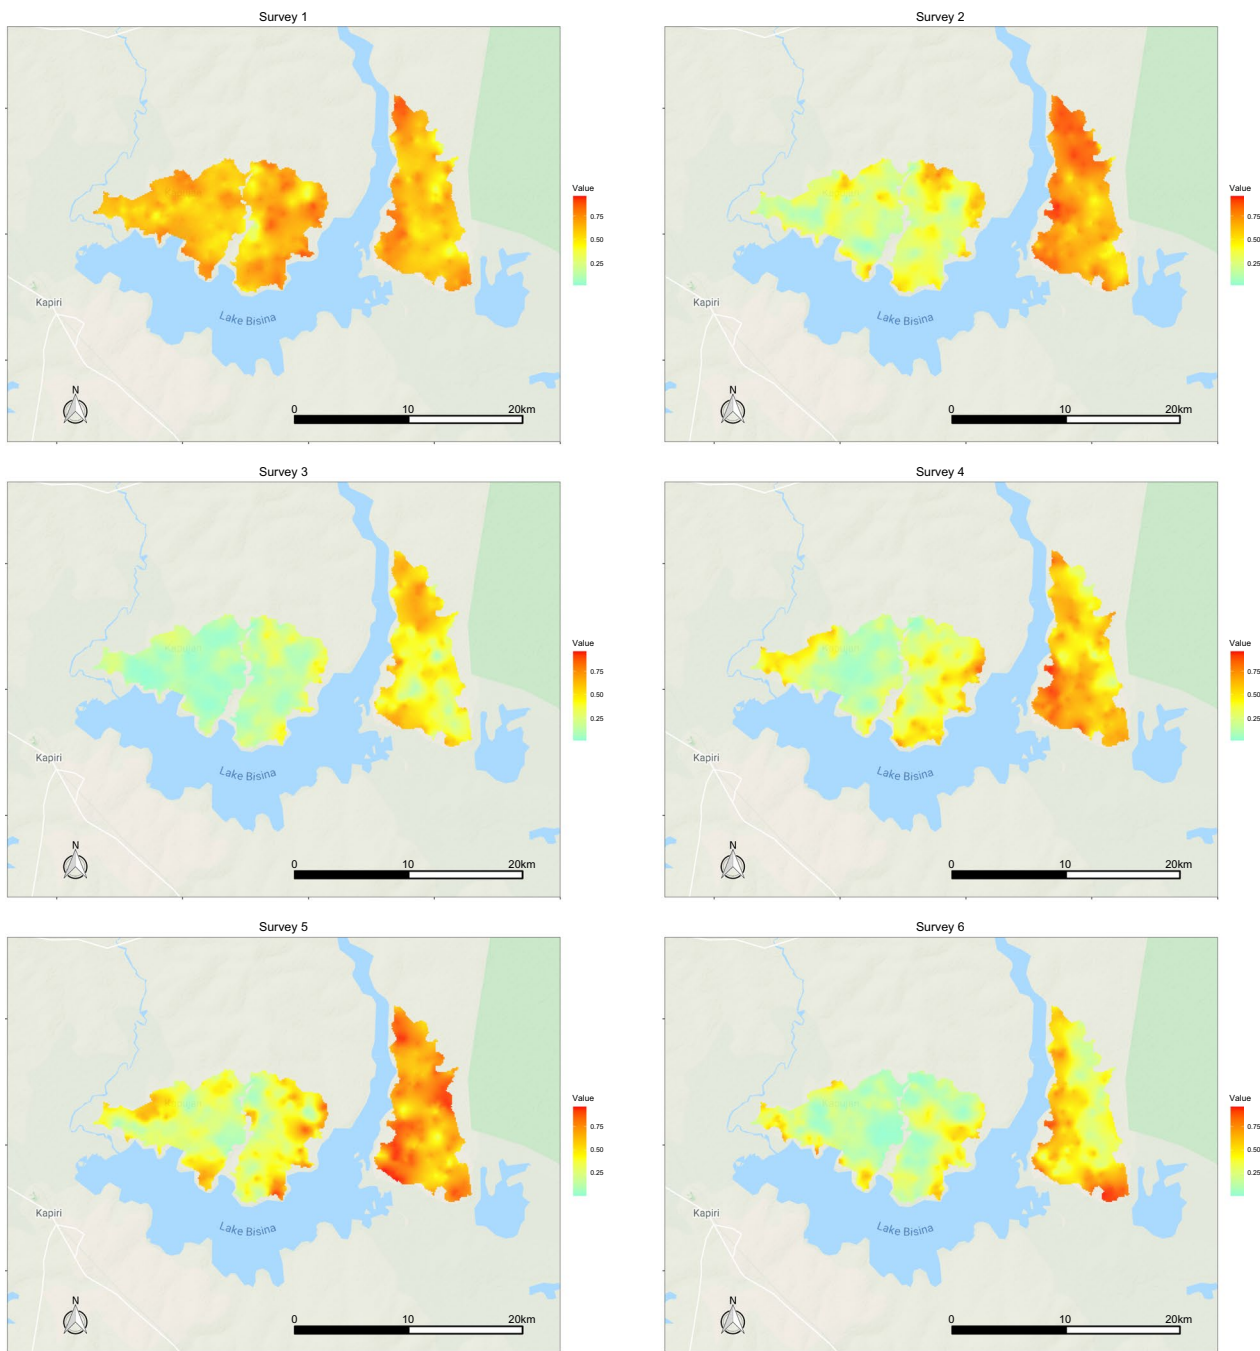 Survey 1
Value
0.75
0.50
0.25
Kapiri
Lake Bisina
N
0 10 20km
Survey 2
Value
0.75
0.50
0.25
Kapiri
Lake Bisina
N
0 10 20km
Survey 3
Value
0.75
0.50
0.25
Kapiri
Lake Bisina
N
0 10 20km
Survey 4
Value
0.75
0.50
0.25
Kapiri
Lake Bisina
N
0 10 20km
Survey 5
Value
0.75
0.50
0.25
Kapiri
Lake Bisina
N
0 10 20km
Survey 6
Value
0.75
0.50
0.25
Kapiri
Lake Bisina
N
0 10 20km